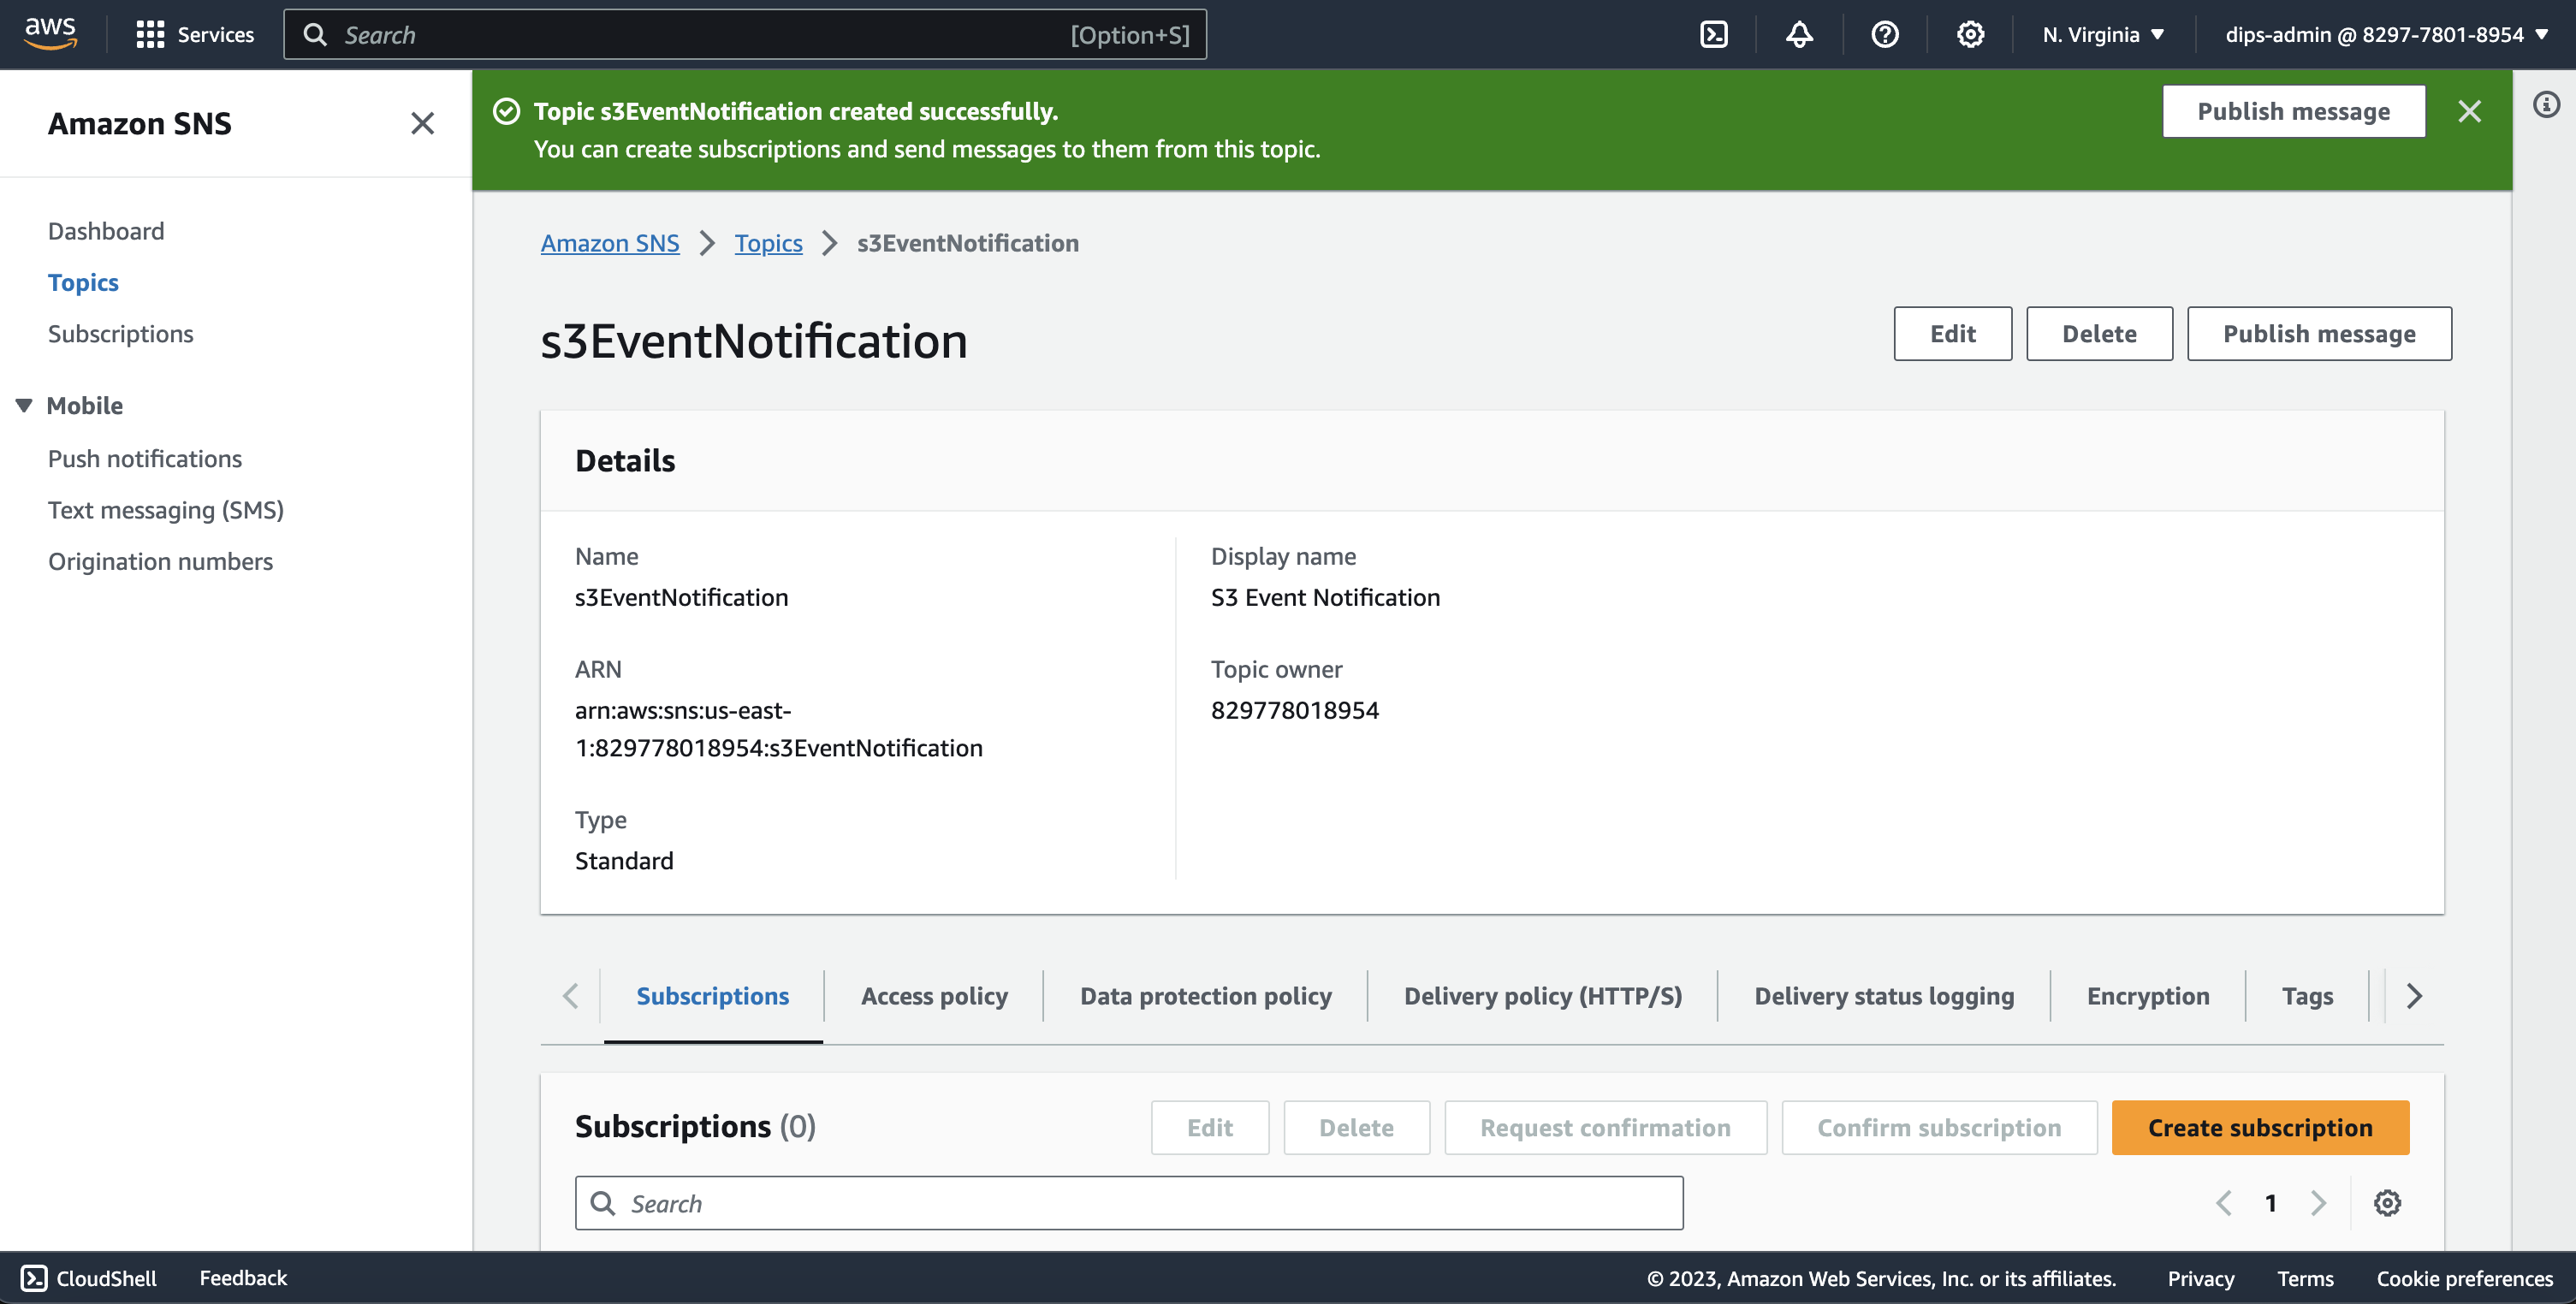 aws
Services
Search
[Option+S]
N. Virginia
dips-admin @ 8297-7801-8954
Amazon SNS
Dashboard
Topics
Subscriptions
Mobile
Push notifications
Text messaging (SMS)
Origination numbers
Topic s3EventNotification created successfully.
You can create subscriptions and send messages to them from this topic.
Publish message
Amazon SNS
Topics
s3EventNotification
s3EventNotification
Edit
Delete
Publish message
Details
Name
s3EventNotification
ARN
arn:aws:sns:us-east-
1:829778018954:s3EventNotification
Type
Standard
Display name
S3 Event Notification
Topic owner
829778018954
Subscriptions
Access policy
Data protection policy
Delivery policy (HTTP/S)
Delivery status logging
Encryption
Tags
Subscriptions (0)
Edit
Delete
Request confirmation
Confirm subscription
Create subscription
Search
1
CloudShell
Feedback
© 2023, Amazon Web Services, Inc. or its affiliates.
Privacy
Terms
Cookie preferences